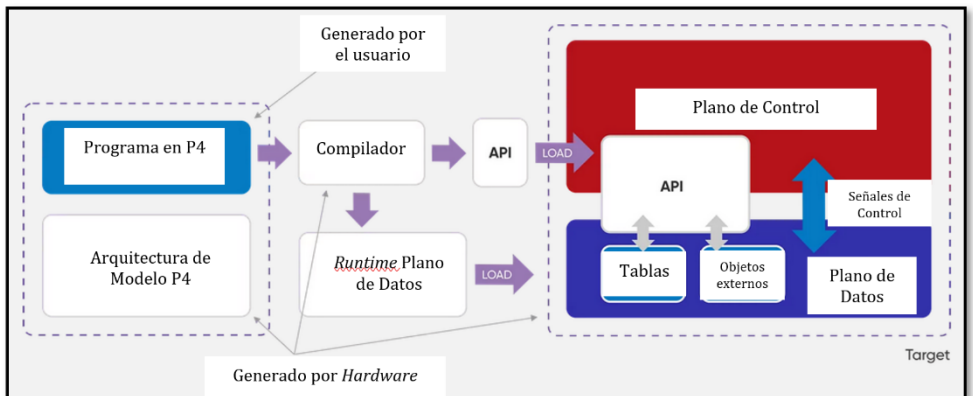 Generado por
el usuario
Programa en P4
Compilador
API
LOAD
Plano de Control
API
Señales de
Control
Arquitectura de
Modelo P4
Runtime Plano
de Datos
LOAD
Tablas
Objetos
externos
Plano de
Datos
Target
Generado por Hardware